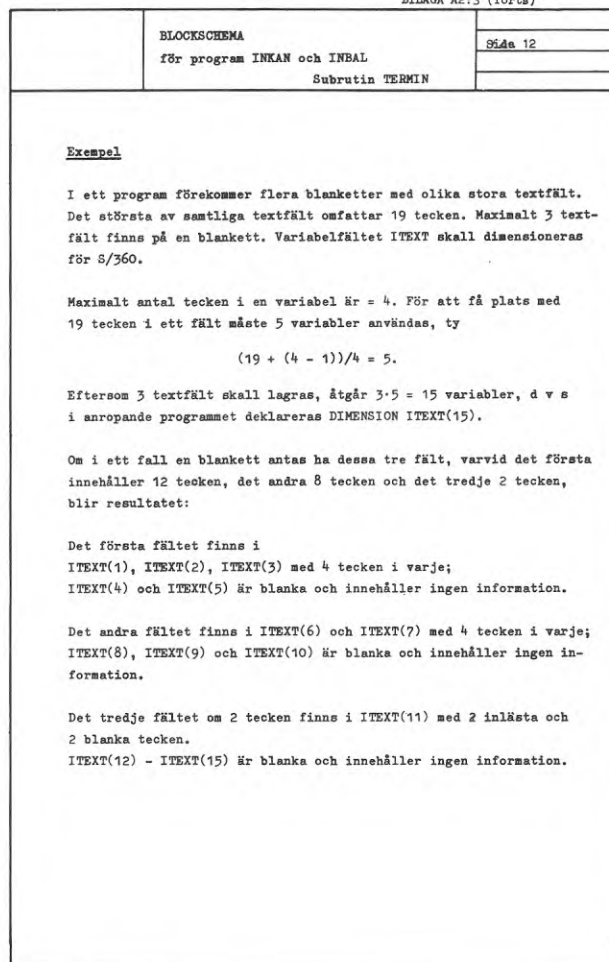 BILAGA A2:3 (forts)
BLOCKSCHEMA
för program INKAN och INBAL
Subrutin TERMIN
Sida 12
Exempel
I ett program förekommer flera blanketter med olika stora textfält.
Det största av samtliga textfält omfattar 19 tecken. Maximalt 3 text-
fält finns på en blankett. Variabelfältet ITEXT skall dimensioneras
för S/360.
Maximalt antal tecken i en variabel är = 4. För att få plats med
19 tecken i ett fält måste 5 variabler användas, ty
(19 + (4 - 1))/4 = 5.
Eftersom 3 textfält skall lagras, åtgår 3·5 = 15 variabler, d v s
i anropande programmet deklareras DIMENSION ITEXT(15).
Om i ett fall en blankett antas ha dessa tre fält, varvid det första
innehåller 12 tecken, det andra 8 tecken och det tredje 2 tecken,
blir resultatet:
Det första fältet finns i
ITEXT(1), ITEXT(2), ITEXT(3) med 4 tecken i varje;
ITEXT(4) och ITEXT(5) är blanka och innehåller ingen information.
Det andra fältet finns i ITEXT(6) och ITEXT(7) med 4 tecken i varje;
ITEXT(8), ITEXT(9) och ITEXT(10) är blanka och innehåller ingen in-
formation.
Det tredje fältet om 2 tecken finns i ITEXT(11) med 2 inlästa och
2 blanka tecken.
ITEXT(12) - ITEXT(15) är blanka och innehåller ingen information.